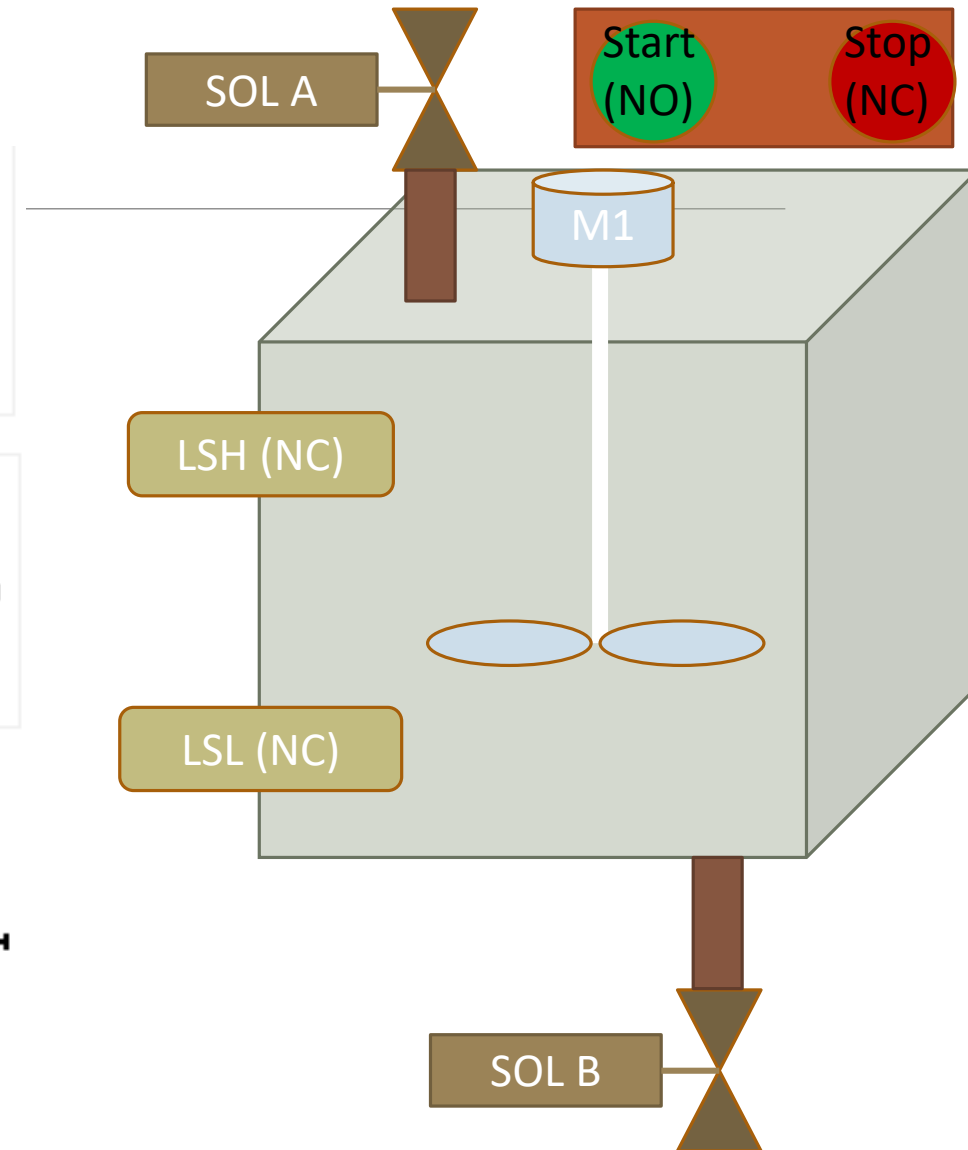 Start
(NO)
Stop
(NC)
SOL A
M1
LSH (NC)
LSL (NC)
SOL B